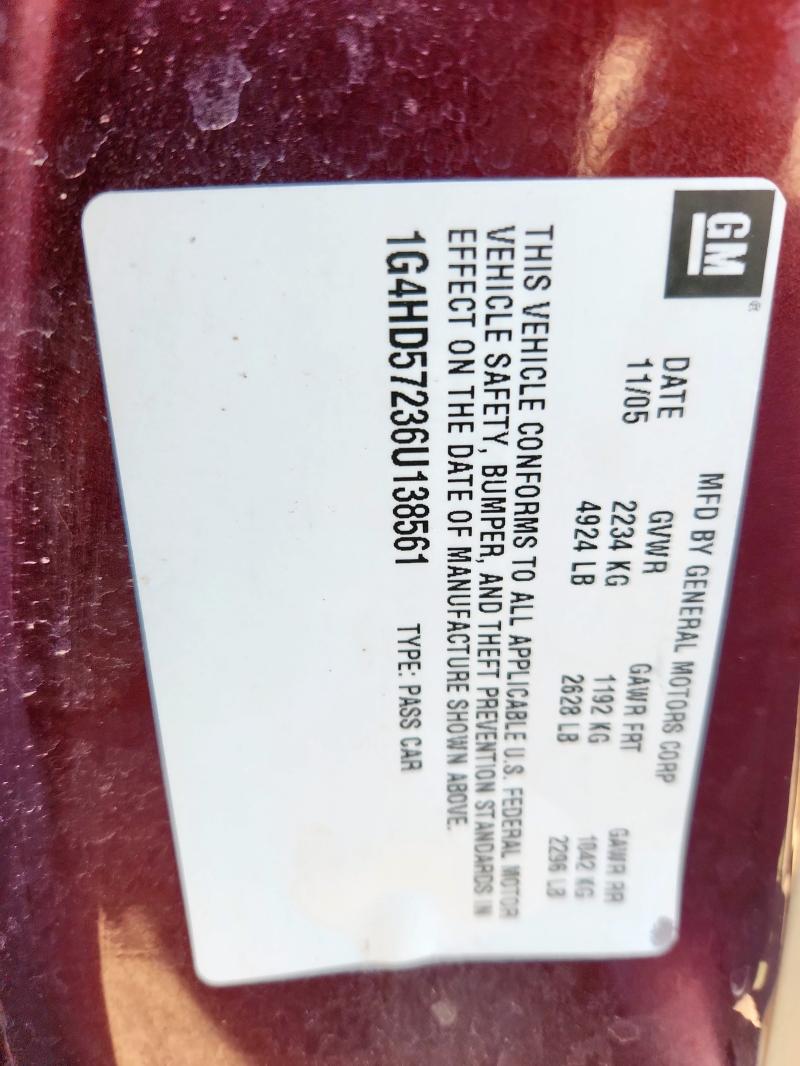 GM®
MFD BY GENERAL MOTORS CORP
DATE GVWR GAWR FRT GAWR RR
11/05 2234 KG 1192 KG 1042 KG
4924 LB 2628 LB 2296 LB
THIS VEHICLE CONFORMS TO ALL APPLICABLE U.S. FEDERAL MOTOR
VEHICLE SAFETY, BUMPER, AND THEFT PREVENTION STANDARDS IN
EFFECT ON THE DATE OF MANUFACTURE SHOWN ABOVE.
1G4HD57236U138561 TYPE: PASS CAR